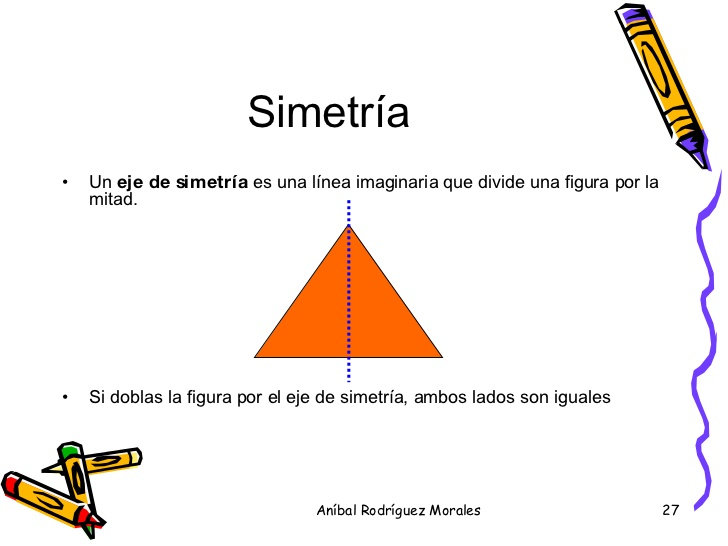 Simetría
• Un eje de simetría es una línea imaginaria que divide una figura por la
mitad.
• Si doblas la figura por el eje de simetría, ambos lados son iguales
Aníbal Rodríguez Morales
27